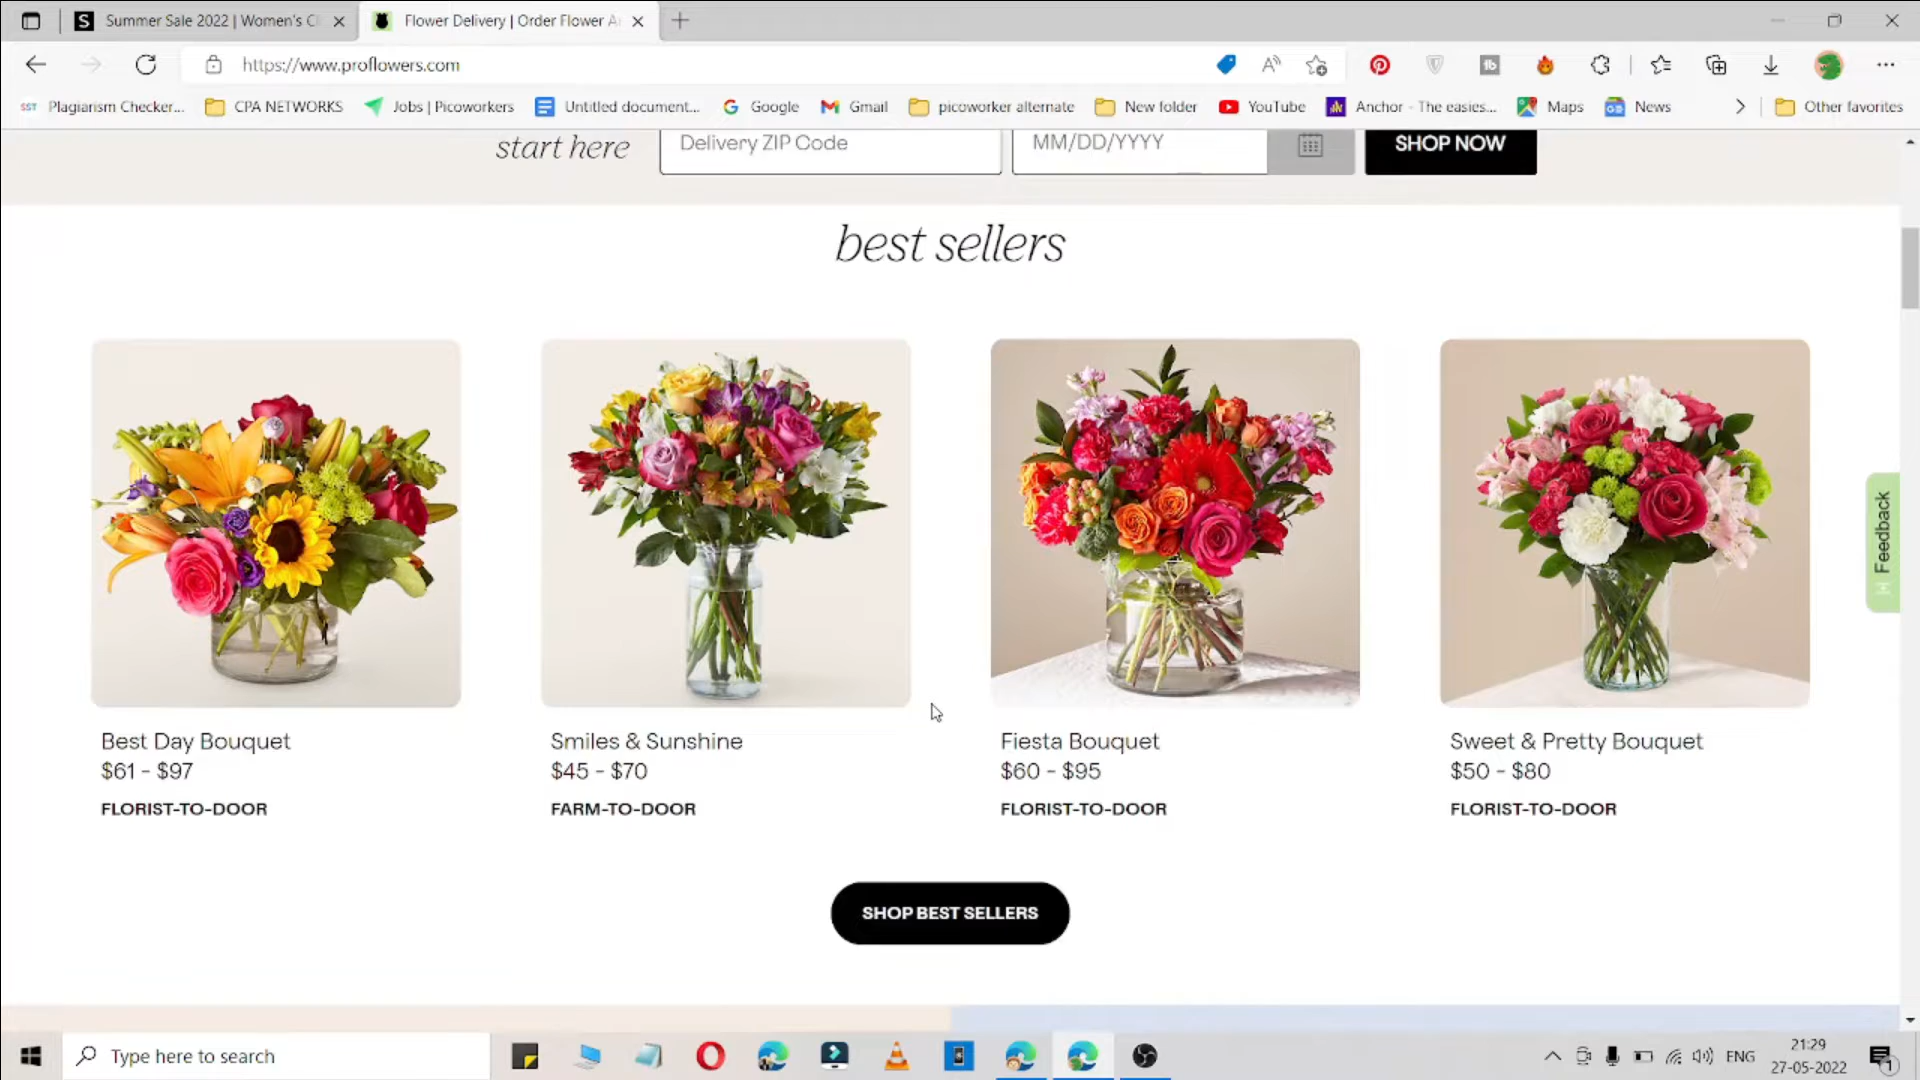 Summer Sale 2022 | Women's Cl
Flower Delivery | Order Flower Ar
https://www.proflowers.com
SST Plagiarism Checker...
CPA NETWORKS
Jobs | Picoworkers
Untitled document...
Google
Gmail
picoworker alternate
New folder
YouTube
Anchor - The easies...
Maps
News
Other favorites
start here
Delivery ZIP Code
MM/DD/YYYY
SHOP NOW
best sellers
Feedback
Best Day Bouquet
$61 - $97
FLORIST-TO-DOOR
Smiles & Sunshine
$45 - $70
FARM-TO-DOOR
Fiesta Bouquet
$60 - $95
FLORIST-TO-DOOR
Sweet & Pretty Bouquet
$50 - $80
FLORIST-TO-DOOR
SHOP BEST SELLERS
Type here to search
ENG
21:29
27-05-2022
1